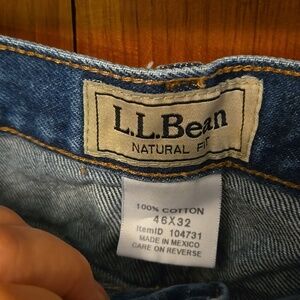 L.L.Bean
NATURAL FIT
100% COTTON
46X32
ItemID 104731
MADE IN MEXICO
CARE ON REVERSE